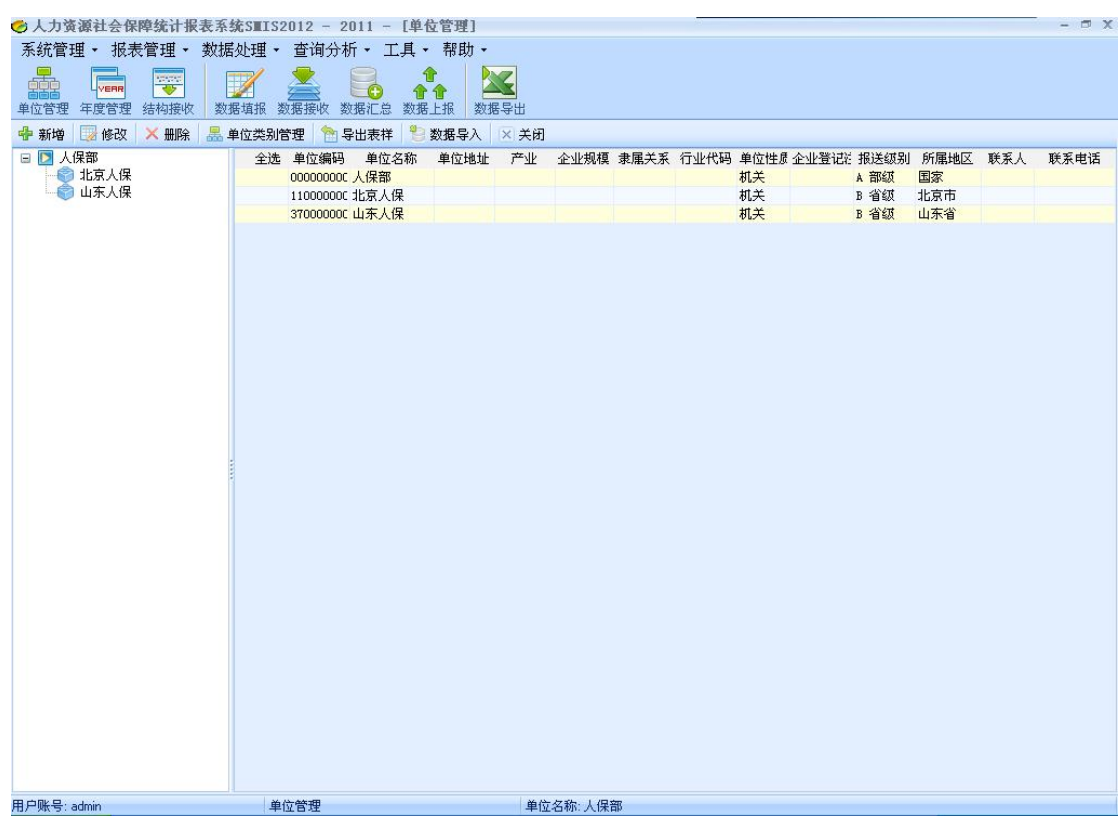 人力资源社会保障统计报表系统SMIS2012 - 2011 - [单位管理]
系统管理 报表管理 数据处理 查询分析 工具 帮助
YEAR
单位管理 年度管理 结构接收 数据填报 数据接收 数据汇总 数据上报 数据导出
新增 修改 删除 单位类别管理 导出表样 数据导入 关闭
人保部
北京人保
山东人保
全选 单位编码 单位名称 单位地址 产业 企业规模 隶属关系 行业代码 单位性质 企业登记注 报送级别 所属地区 联系人 联系电话
00000000C 人保部 机关 A 部级 国家
11000000C 北京人保 机关 B 省级 北京市
37000000C 山东人保 机关 B 省级 山东省
用户账号: admin 单位管理 单位名称: 人保部